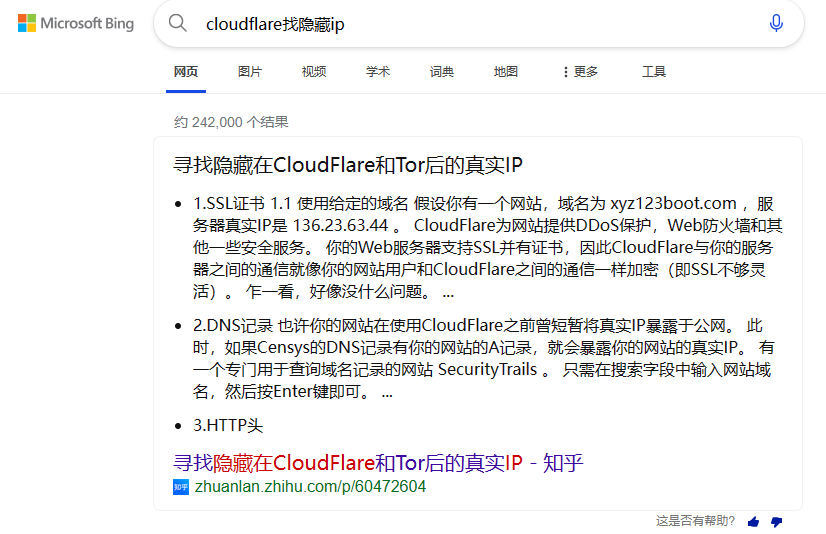 Microsoft Bing
cloudflare找隐藏ip
网页 图片 视频 学术 词典 地图 更多 工具
约 242,000 个结果
寻找隐藏在CloudFlare和Tor后的真实IP
1.SSL证书 1.1 使用给定的域名 假设你有一个网站，域名为 xyz123boot.com ，服
务器真实IP是 136.23.63.44 。 CloudFlare为网站提供DDoS保护，Web防火墙和其
他一些安全服务。 你的Web服务器支持SSL并有证书，因此CloudFlare与你的服务
器之间的通信就像你的网站用户和CloudFlare之间的通信一样加密（即SSL不够灵
活）。 乍一看，好像没什么问题。 ...
2.DNS记录 也许你的网站在使用CloudFlare之前曾短暂将真实IP暴露于公网。 此
时，如果Censys的DNS记录有你的网站的A记录，就会暴露你的网站的真实IP。 有
一个专门用于查询域名记录的网站 SecurityTrails 。 只需在搜索字段中输入网站域
名，然后按Enter键即可。 ...
3.HTTP头
寻找隐藏在CloudFlare和Tor后的真实IP - 知乎
知乎 zhuanlan.zhihu.com/p/60472604
这是否有帮助?